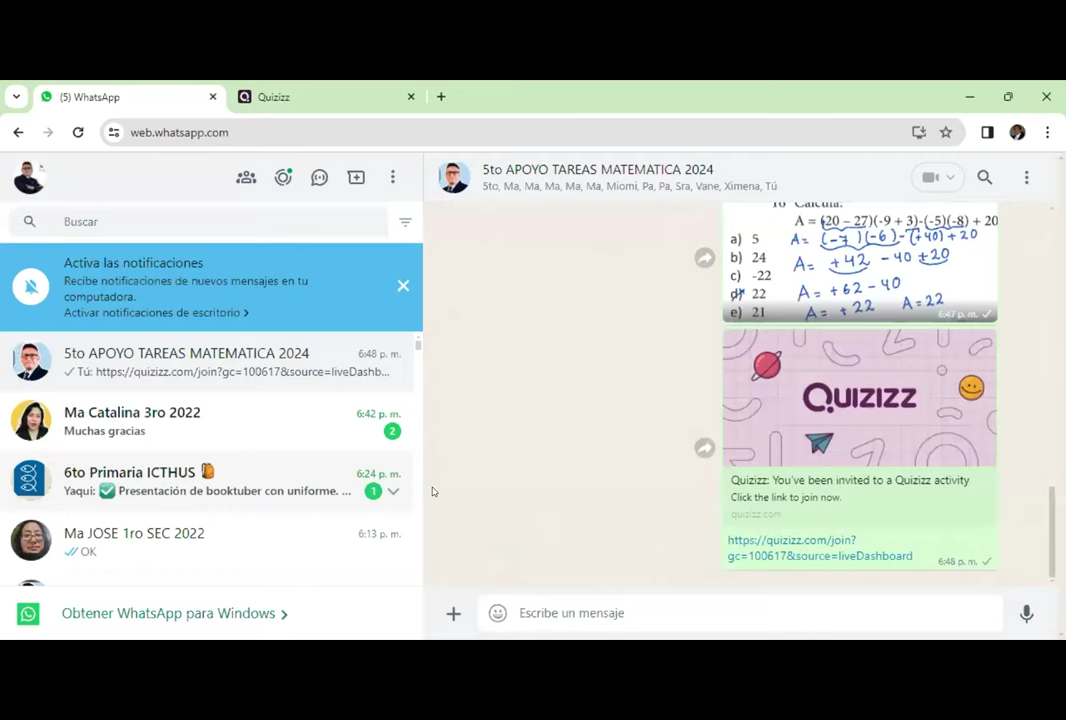 (5) WhatsApp
Quizizz
web.whatsapp.com
Buscar
Activa las notificaciones
Recibe notificaciones de nuevos mensajes en tu
computadora.
Activar notificaciones de escritorio
5to APOYO TAREAS MATEMATICA 2024
6:48 p. m.
Tú: https://quizizz.com/join?gc=100617&source=liveDashb...
Ma Catalina 3ro 2022
6:42 p. m.
Muchas gracias
2
6to Primaria ICTHUS
6:24 p. m.
Yaqui: ✅ Presentación de booktuber con uniforme. ...
1
Ma JOSE 1ro SEC 2022
6:13 p. m.
OK
Obtener WhatsApp para Windows
5to APOYO TAREAS MATEMATICA 2024
5to, Ma, Ma, Ma, Ma, Ma, Miomi, Pa, Pa, Sra, Vane, Ximena, Tú
16 Calcula:
A = (20 – 27)(-9 + 3)-(-5)(-8) + 20
a) 5 A= (-7)(-6)-(+40)+20
b) 24 A= +42 -40 +20
c) -22
d) 22 A= +62-40
e) 21 A= +22 A=22
6:47 p. m.
QUIZIZZ
Quizizz: You've been invited to a Quizizz activity
Click the link to join now.
quizizz.com
https://quizizz.com/join?
gc=100617&source=liveDashboard
6:48 p. m.
Escribe un mensaje